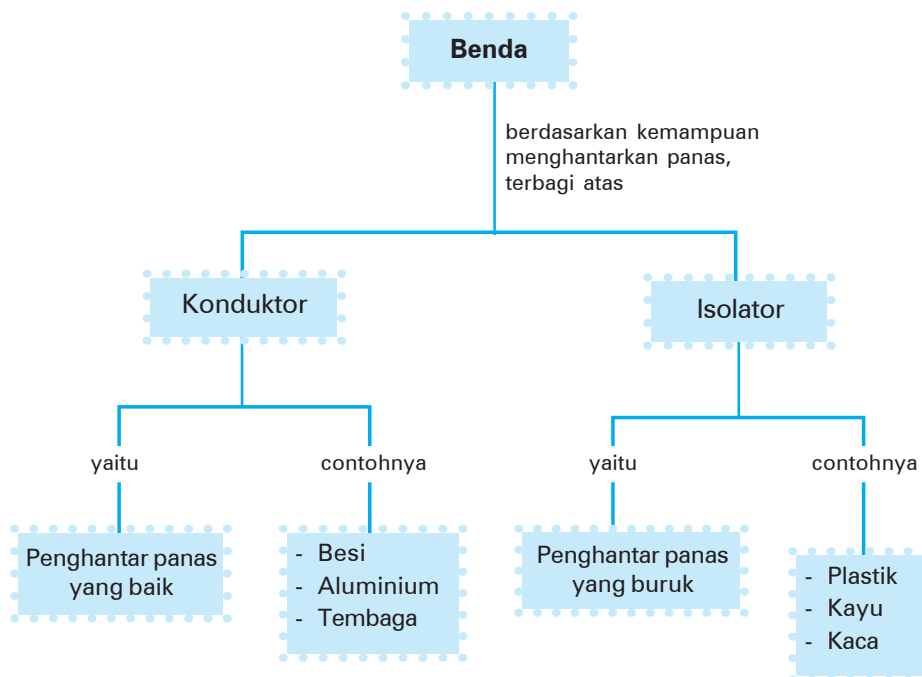 Benda
berdasarkan kemampuan
menghantarkan panas,
terbagi atas
Konduktor
Isolator
yaitu
contohnya
yaitu
contohnya
Penghantar panas
yang baik
- Besi
- Aluminium
- Tembaga
Penghantar panas
yang buruk
- Plastik
- Kayu
- Kaca